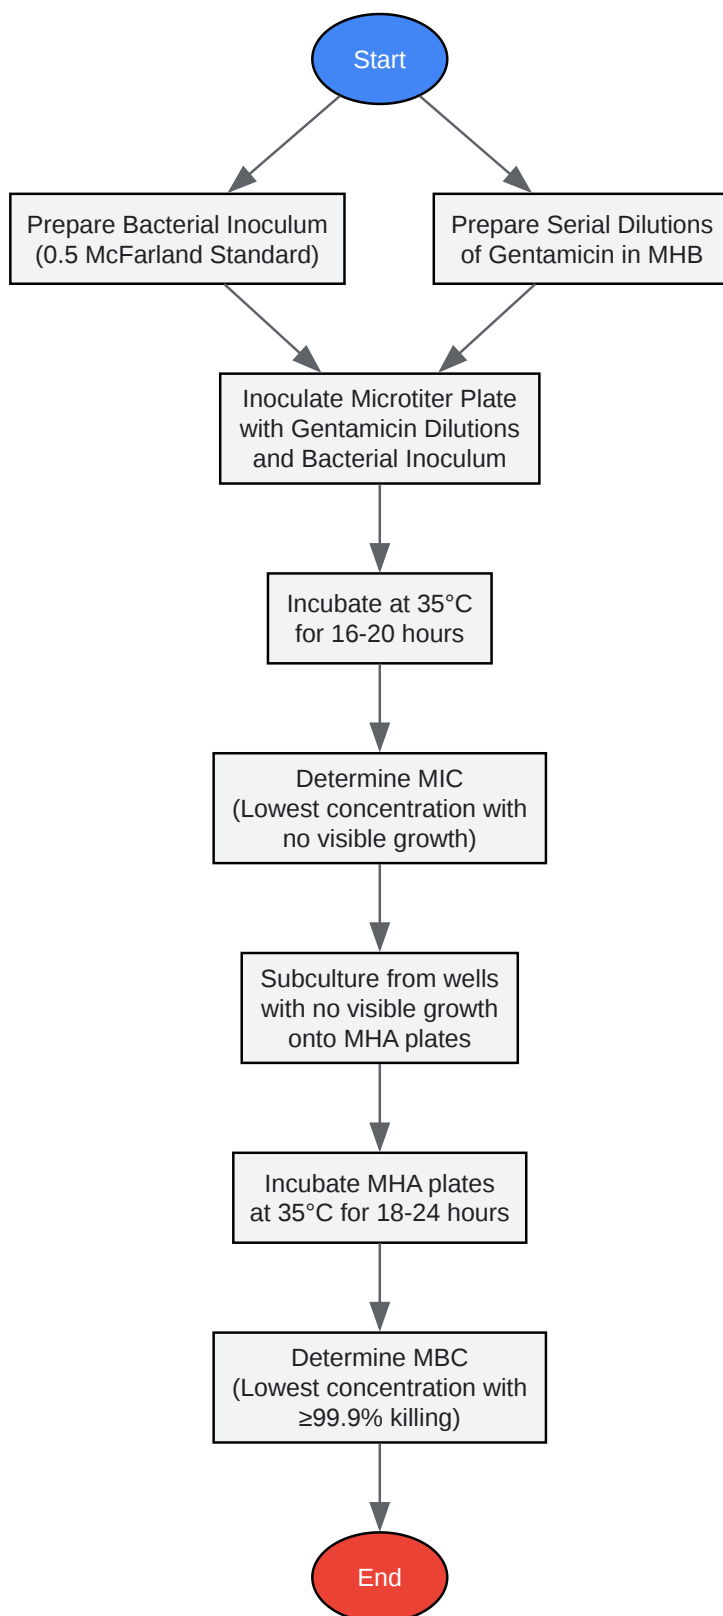 Start
Prepare Bacterial Inoculum
(0.5 McFarland Standard)
Prepare Serial Dilutions
of Gentamicin in MHB
Inoculate Microtiter Plate
with Gentamicin Dilutions
and Bacterial Inoculum
Incubate at 35°C
for 16-20 hours
Determine MIC
(Lowest concentration with
no visible growth)
Subculture from wells
with no visible growth
onto MHA plates
Incubate MHA plates
at 35°C for 18-24 hours
Determine MBC
(Lowest concentration with
≥99.9% killing)
End